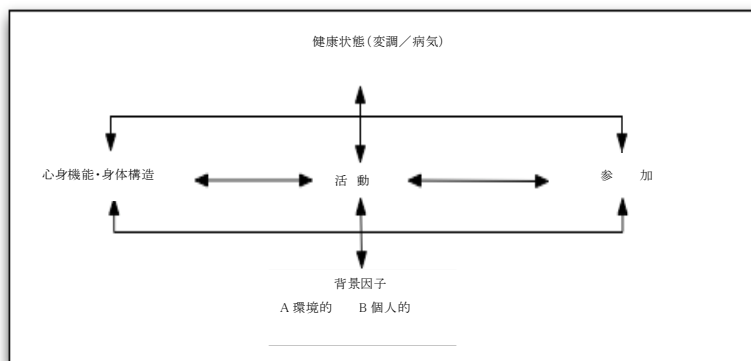 健康状態(変調／病気)
心身機能・身体構造
活 動
参 加
背景因子
A 環境的 B 個人的